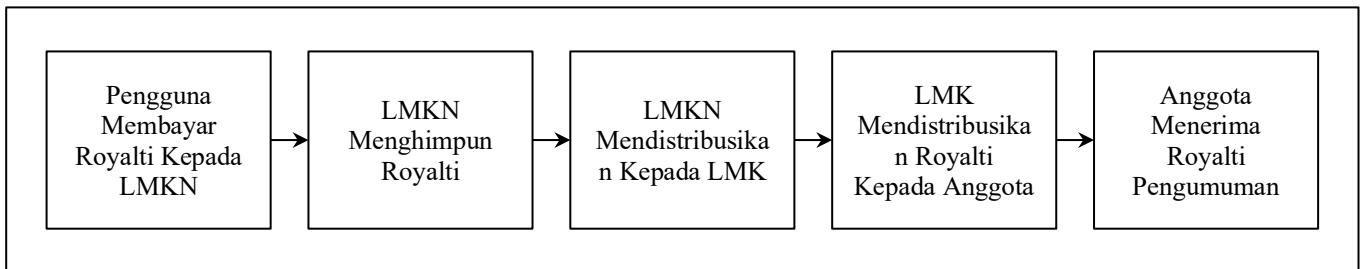 Pengguna
Membayar
Royalti Kepada
LMKN
LMKN
Menghimpun
Royalti
LMKN
Mendistribusika
n Kepada LMK
LMK
Mendistribusika
n Royalti
Kepada Anggota
Anggota
Menerima
Royalti
Pengumuman